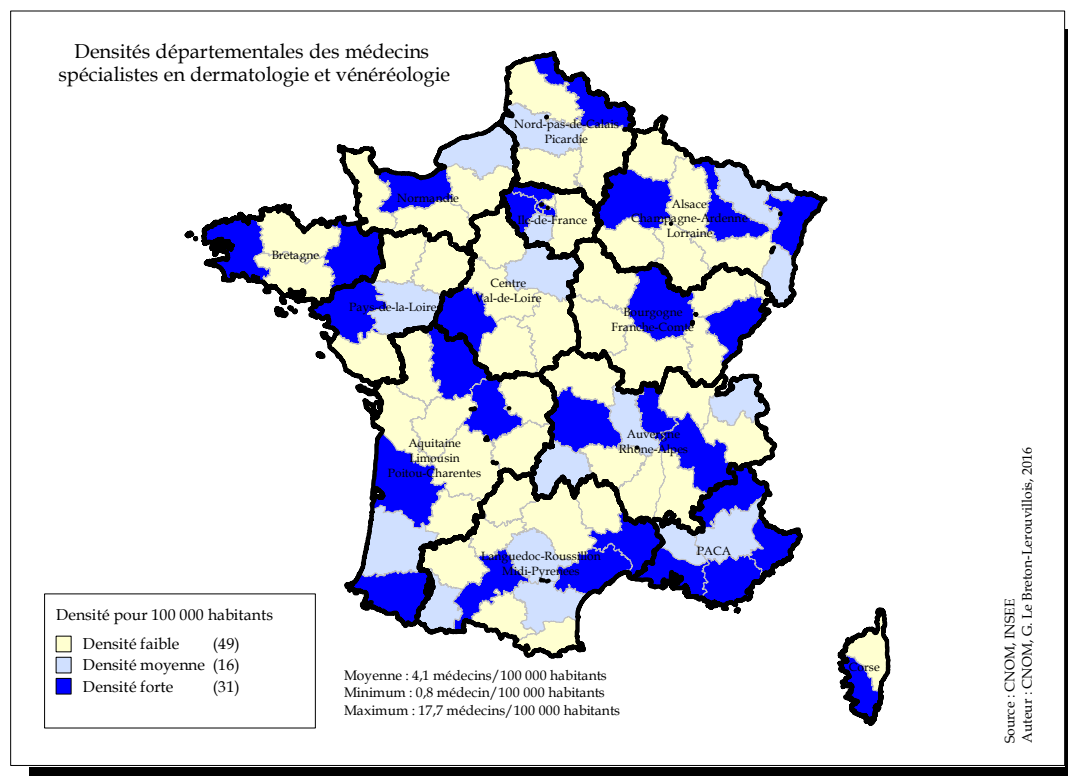 Densités départementales des médecins
spécialistes en dermatologie et vénéréologie
Nord-pas-de-Calais
Picardie
Normandie
Ile-de-France
Alsace
Champagne-Ardenne
Lorraine
Bretagne
Centre
Val-de-Loire
Pays-de-la-Loire
Bourgogne
Franche-Comté
Aquitaine
Limousin
Poitou-Charentes
Auvergne
Rhône-Alpes
Languedoc-Roussillon
Midi-Pyrénées
PACA
Corse
Densité pour 100 000 habitants
Densité faible (49)
Densité moyenne (16)
Densité forte (31)
Moyenne : 4,1 médecins/100 000 habitants
Minimum : 0,8 médecin/100 000 habitants
Maximum : 17,7 médecins/100 000 habitants
Source : CNOM, INSEE
Auteur : CNOM, G. Le Breton-Lerouvillois, 2016